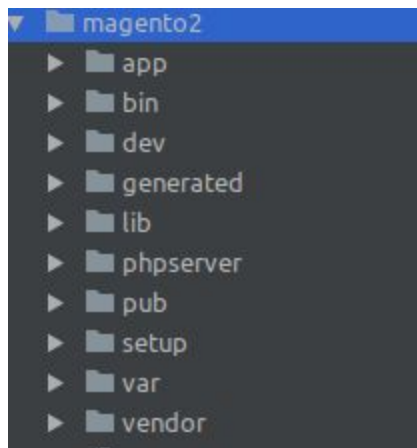 magento2
app
bin
dev
generated
lib
phpserver
pub
setup
var
vendor